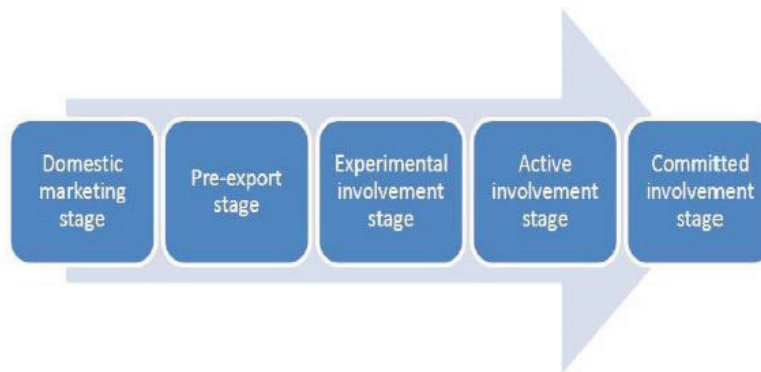 Domestic
marketing
stage
Pre-export
stage
Experimental
involvement
stage
Active
involvement
stage
Committed
involvement
stage